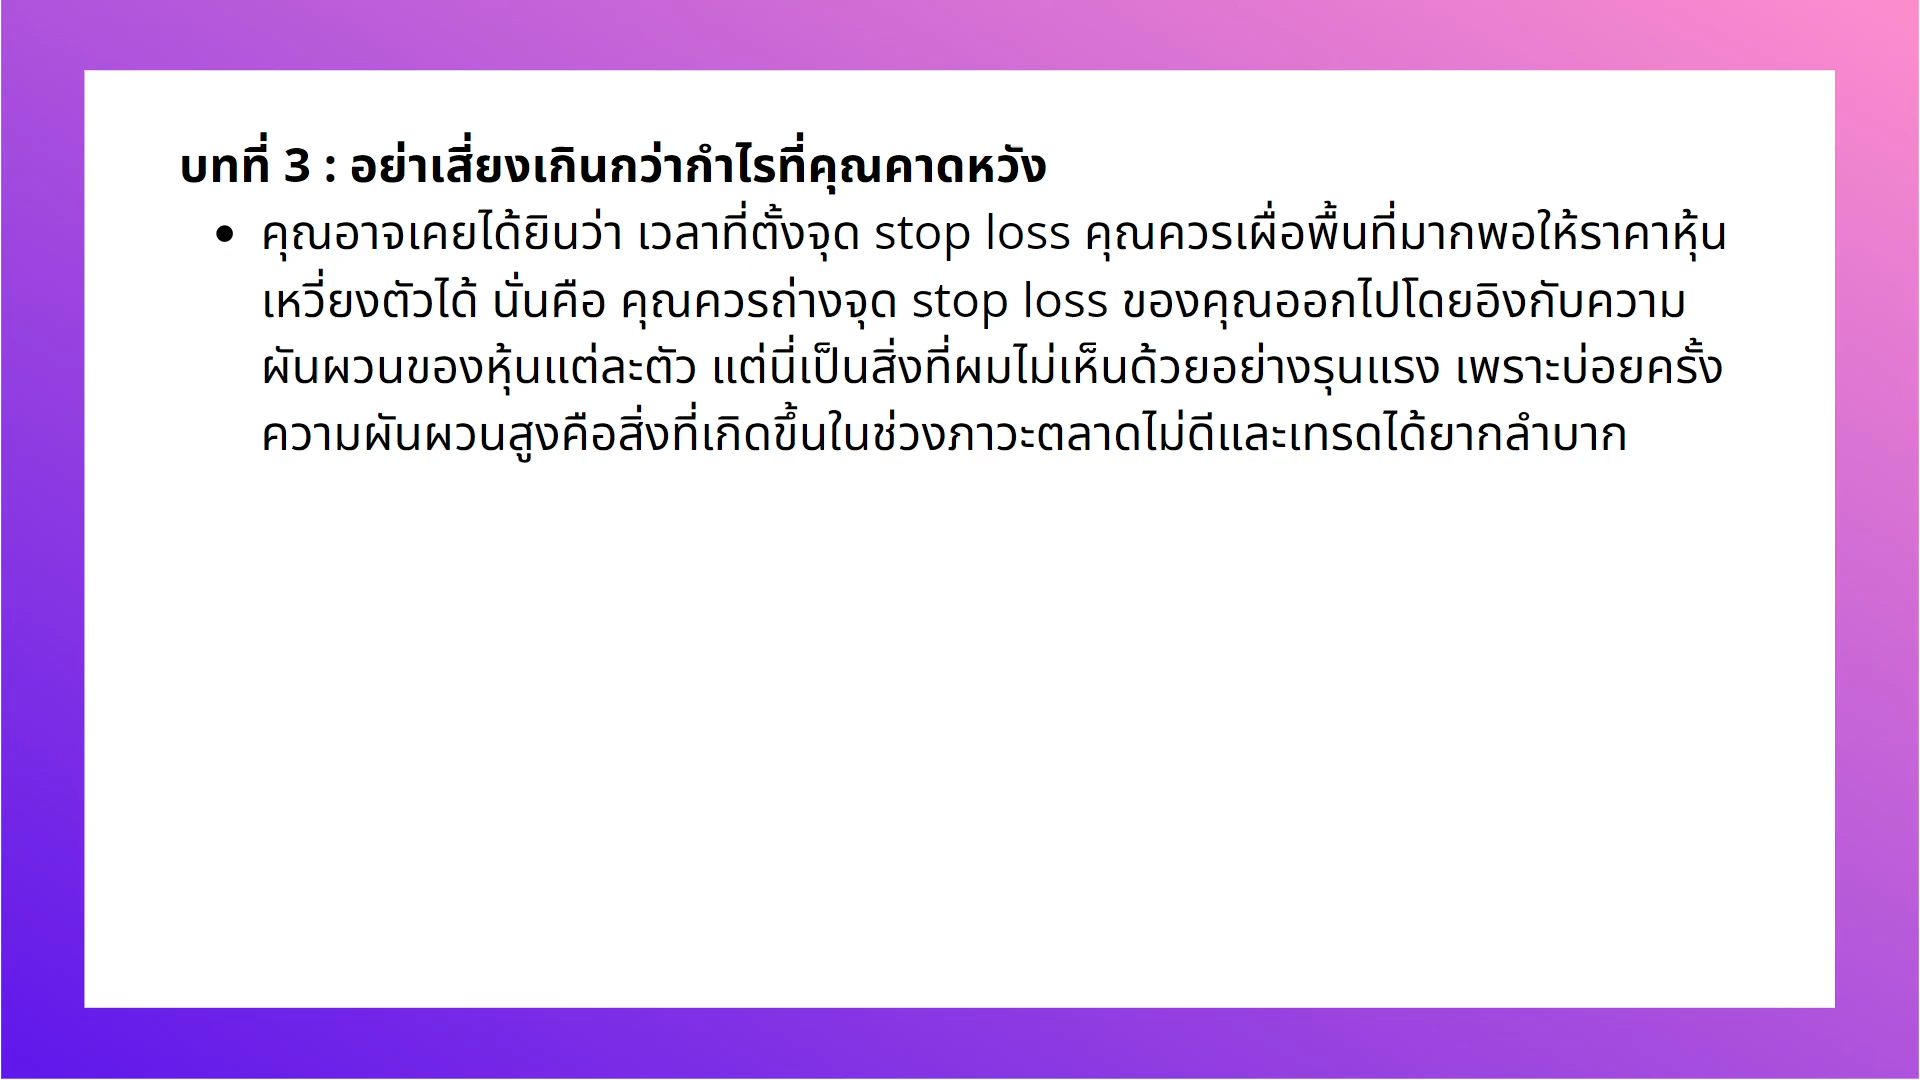 บทที่ 3 : อย่าเสี่ยงเกินกว่ากำไรที่คุณคาดหวัง
• คุณอาจเคยได้ยินว่า เวลาที่ตั้งจุด stop loss คุณควรเผื่อพื้นที่มากพอให้ราคาหุ้น
เหวี่ยงตัวได้ นั่นคือ คุณควรถ่างจุด stop loss ของคุณออกไปโดยอิงกับความ
ผันผวนของหุ้นแต่ละตัว แต่นี่เป็นสิ่งที่ผมไม่เห็นด้วยอย่างรุนแรง เพราะบ่อยครั้ง
ความผันผวนสูงคือสิ่งที่เกิดขึ้นในช่วงภาวะตลาดไม่ดีและเทรดได้ยากลำบาก